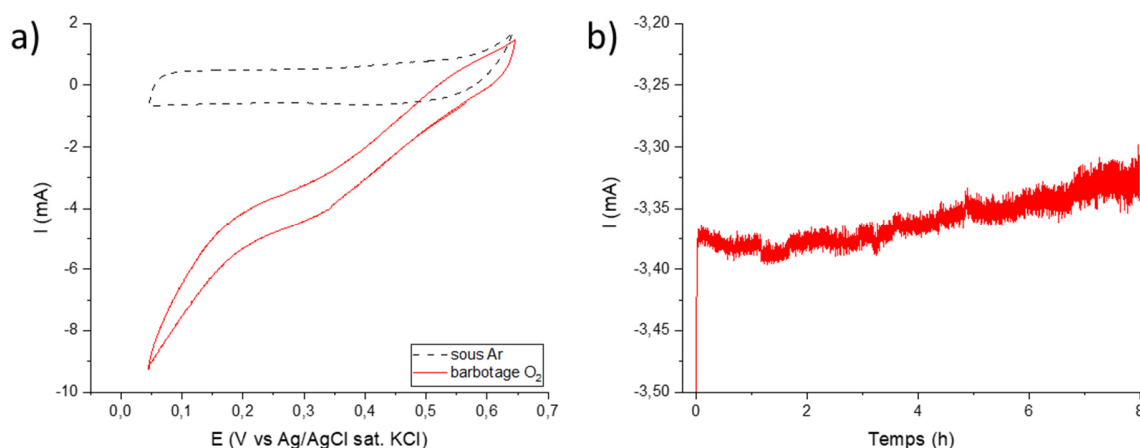 a)
I (mA)
2
0
-2
-4
-6
-8
-10
0,0 0,1 0,2 0,3 0,4 0,5 0,6 0,7
E (V vs Ag/AgCl sat. KCl)
sous Ar
barbotage O₂
b)
I (mA)
-3,20
-3,25
-3,30
-3,35
-3,40
-3,45
-3,50
0 2 4 6 8
Temps (h)